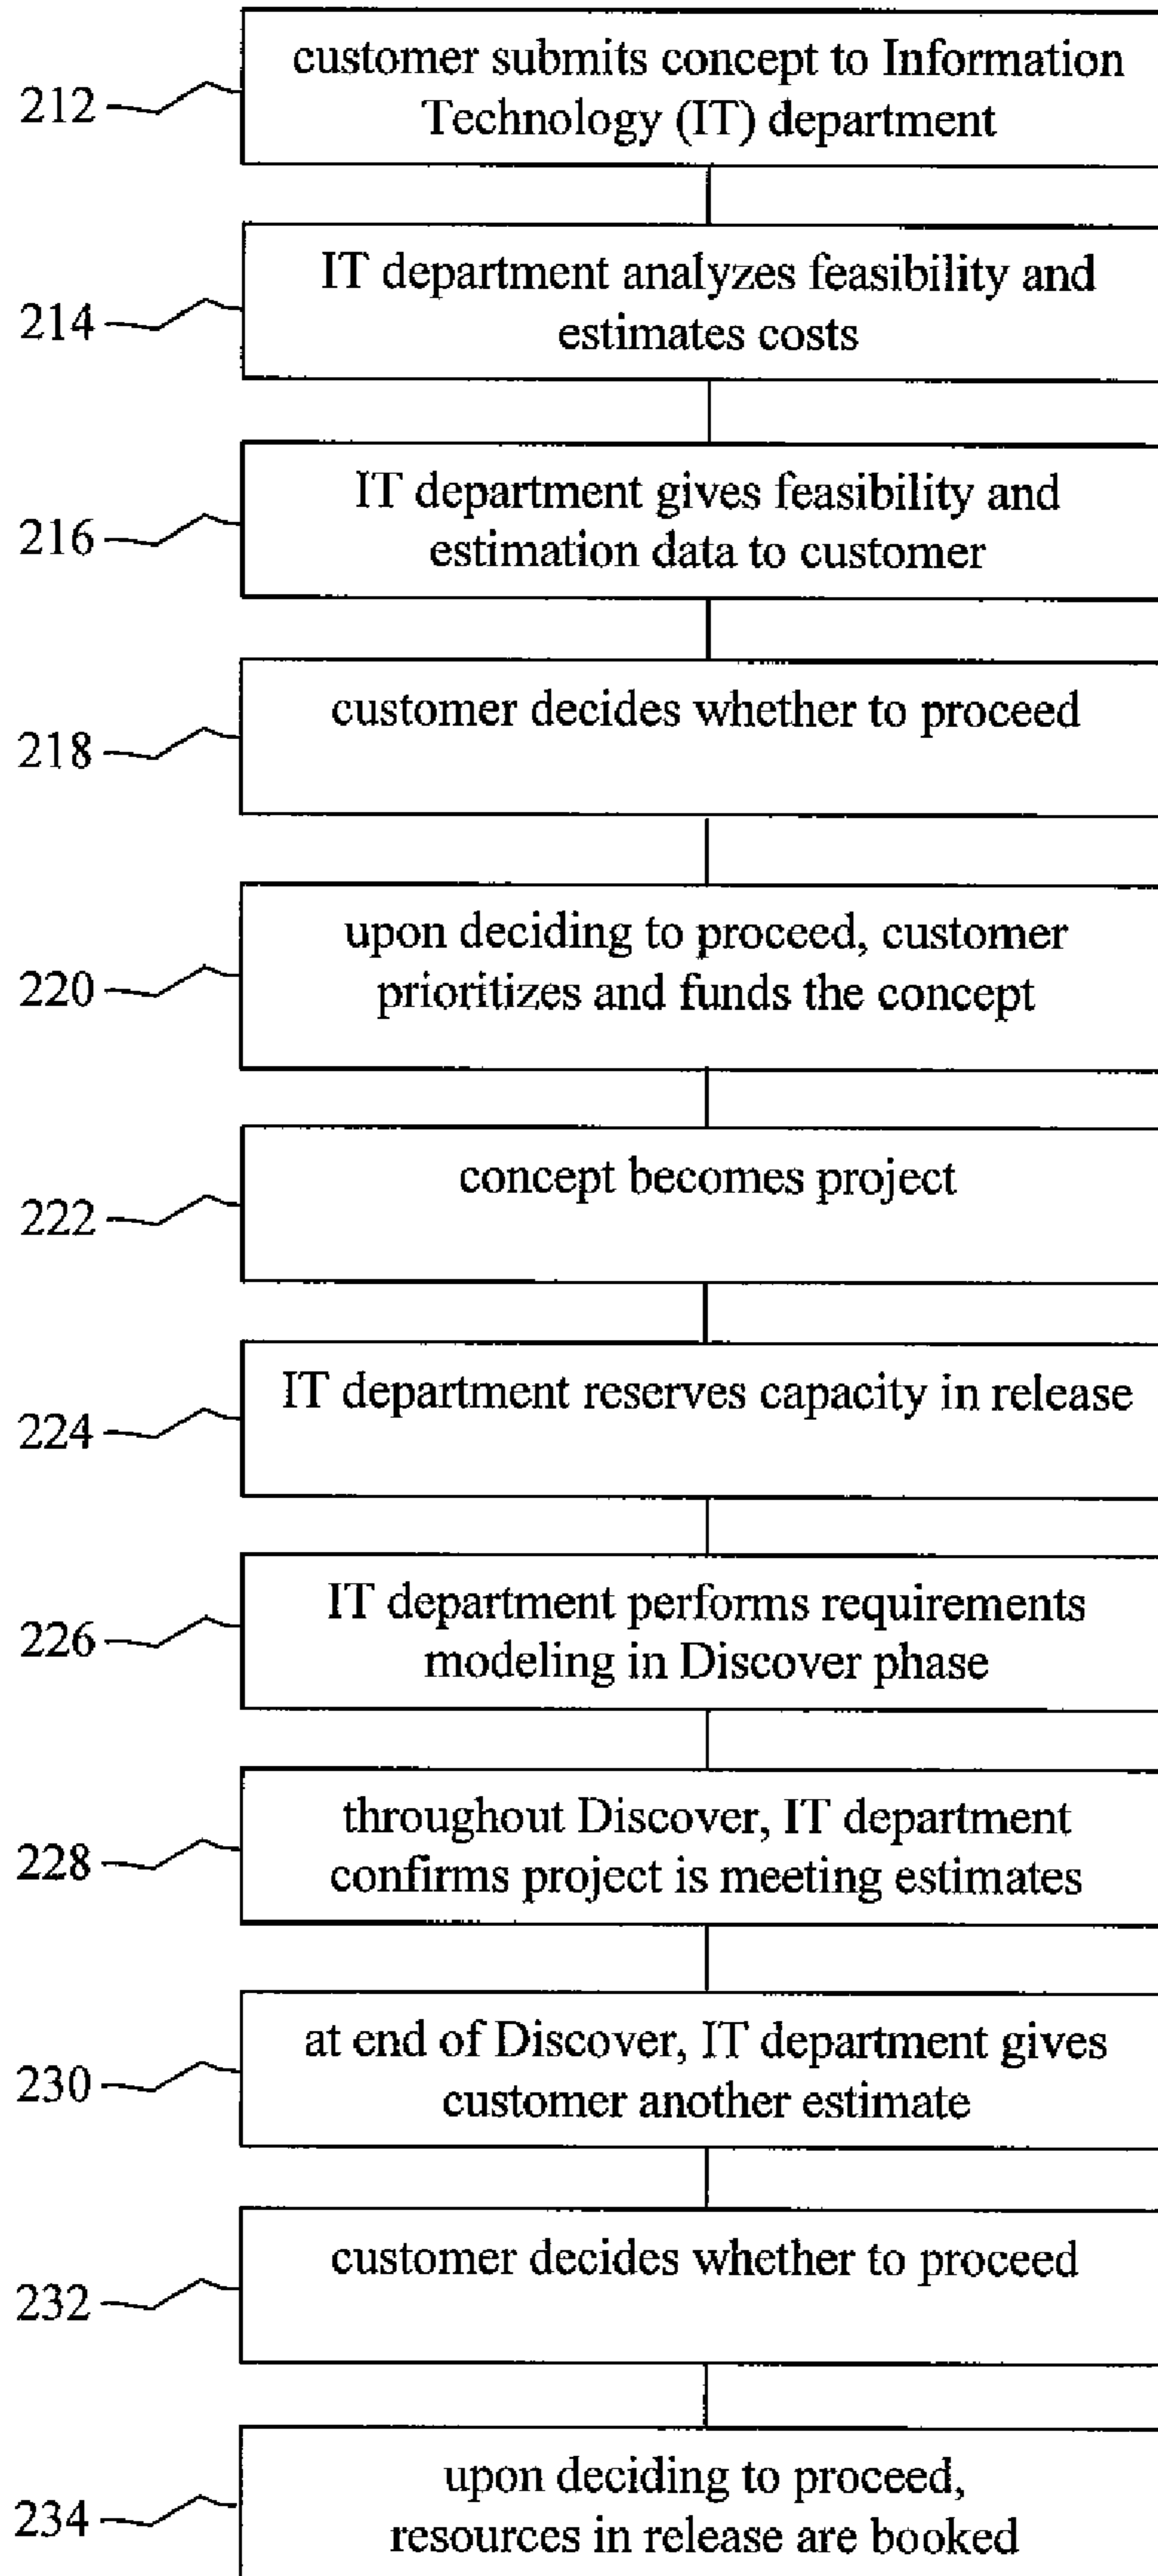 212
customer submits concept to Information
Technology (IT) department
214
IT department analyzes feasibility and
estimates costs
216
IT department gives feasibility and
estimation data to customer
218
customer decides whether to proceed
220
upon deciding to proceed, customer
prioritizes and funds the concept
222
concept becomes project
224
IT department reserves capacity in release
226
IT department performs requirements
modeling in Discover phase
228
throughout Discover, IT department
confirms project is meeting estimates
230
at end of Discover, IT department gives
customer another estimate
232
customer decides whether to proceed
234
upon deciding to proceed,
resources in release are booked